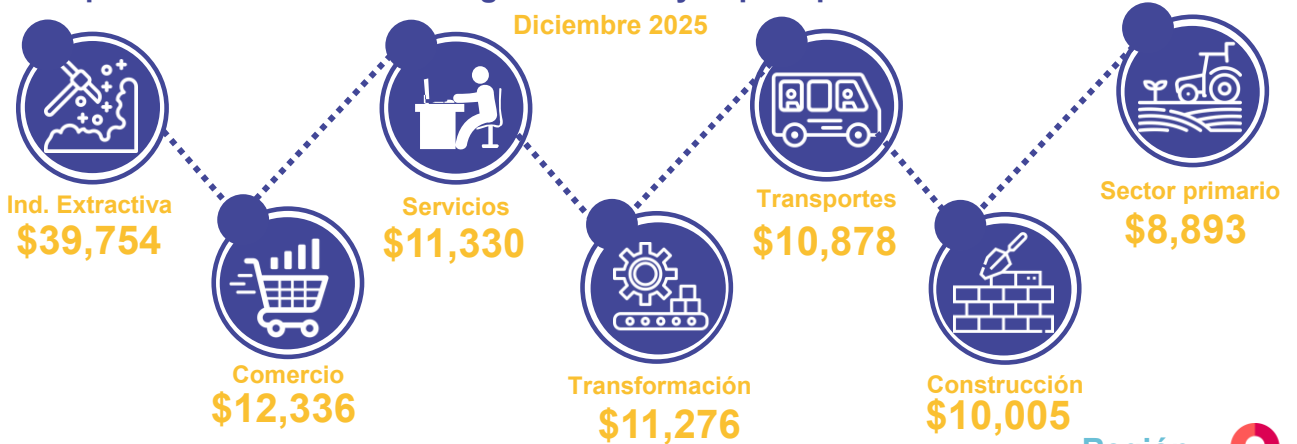 Diciembre 2025
Ind. Extractiva
$39,754
Comercio
$12,336
Servicios
$11,330
Transformación
$11,276
Transportes
$10,878
Construcción
$10,005
Sector primario
$8,893
Región